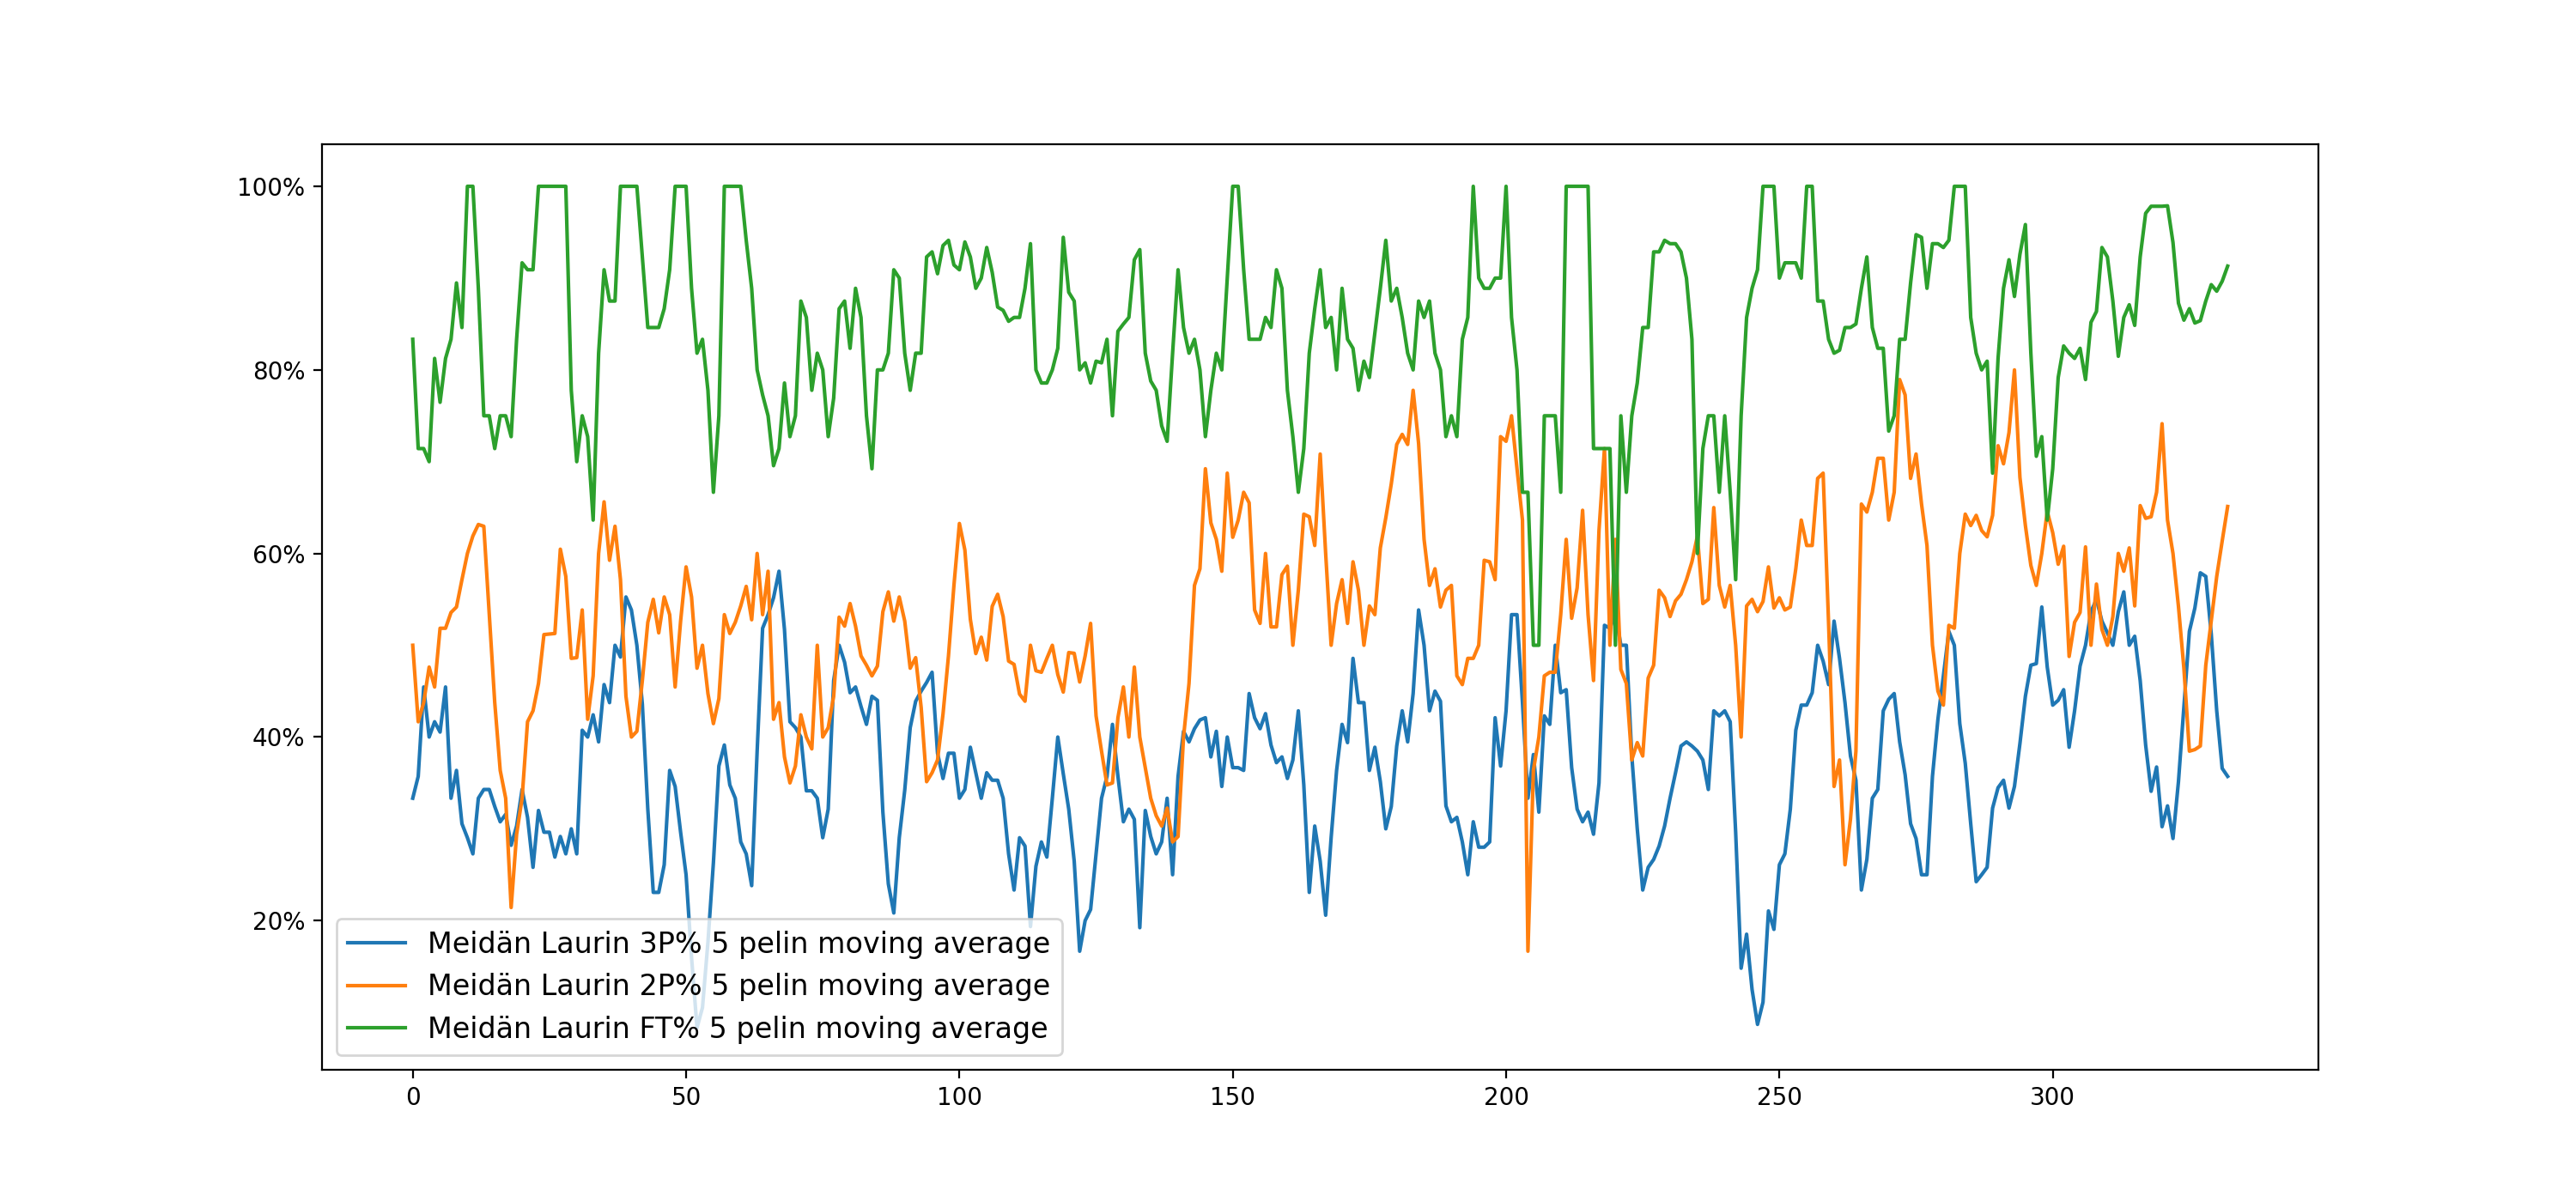 100%
80%
60%
40%
20%
Meidän Laurin 3P% 5 pelin moving average
Meidän Laurin 2P% 5 pelin moving average
Meidän Laurin FT% 5 pelin moving average
0 50 100 150 200 250 300